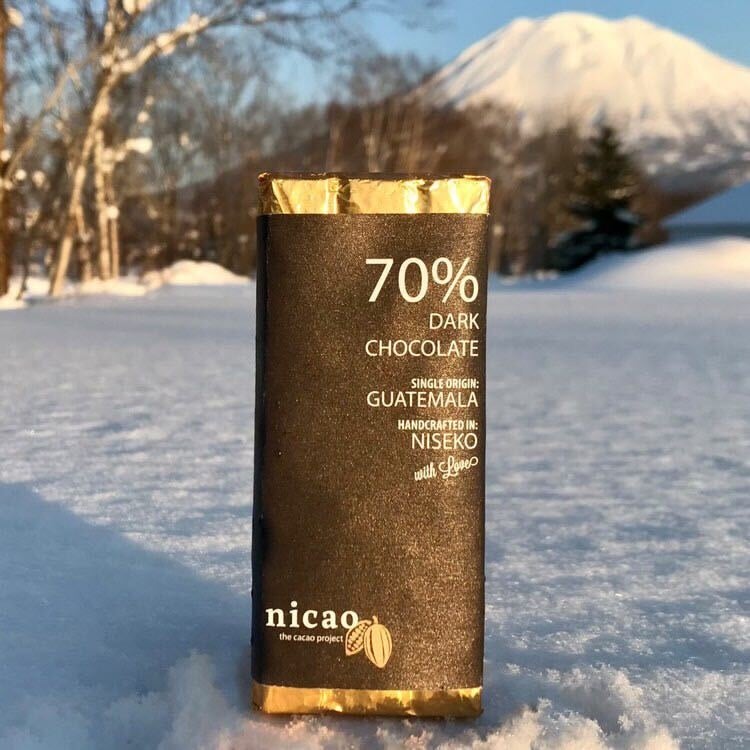 70%
DARK
CHOCOLATE
SINGLE ORIGIN:
GUATEMALA
HANDCRAFTED IN:
NISEKO
with Love
nicao
the cacao project